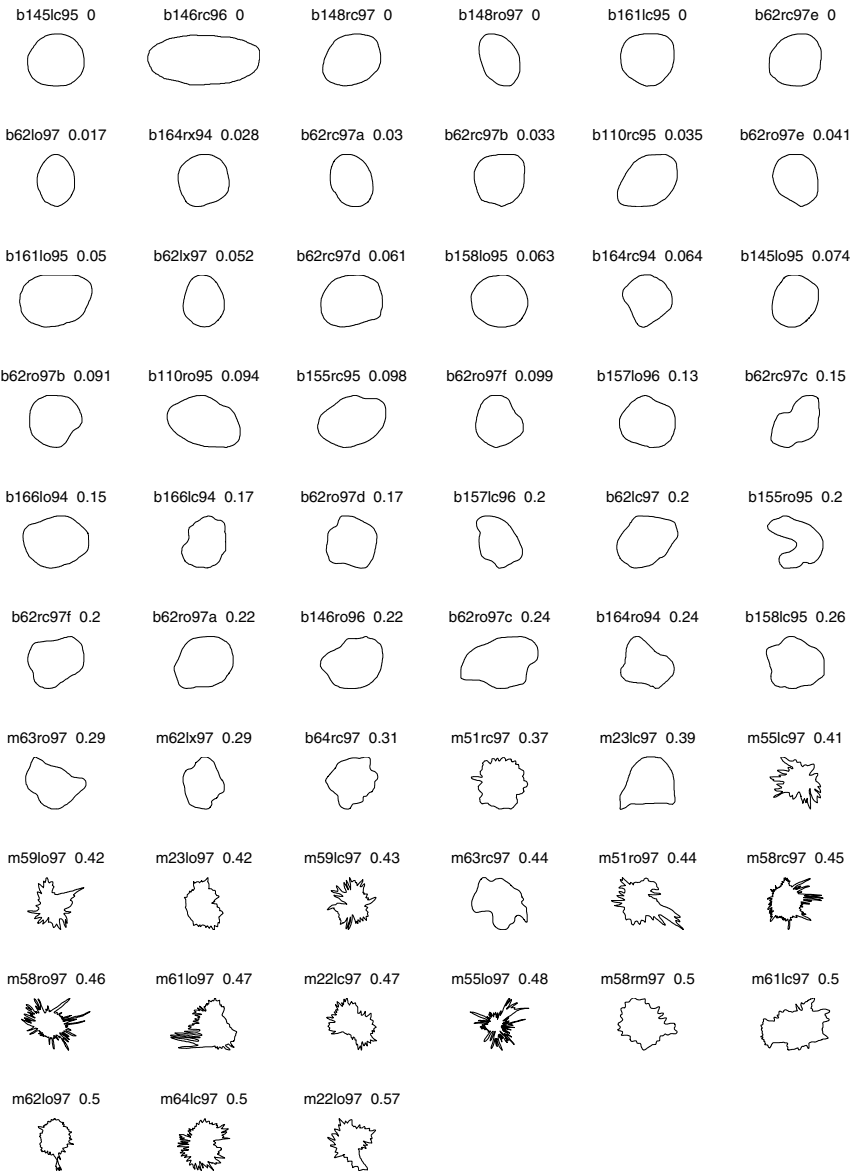 b145lc95 0 b146rc96 0 b148rc97 0 b148ro97 0 b161lc95 0 b62rc97e 0
b62lo97 0.017 b164rx94 0.028 b62rc97a 0.03 b62rc97b 0.033 b110rc95 0.035 b62ro97e 0.041
b161lo95 0.05 b62lx97 0.052 b62rc97d 0.061 b158lo95 0.063 b164rc94 0.064 b145lo95 0.074
b62ro97b 0.091 b110ro95 0.094 b155rc95 0.098 b62ro97f 0.099 b157lo96 0.13 b62rc97c 0.15
b166lo94 0.15 b166lc94 0.17 b62ro97d 0.17 b157lc96 0.2 b62lc97 0.2 b155ro95 0.2
b62rc97f 0.2 b62ro97a 0.22 b146ro96 0.22 b62ro97c 0.24 b164ro94 0.24 b158lc95 0.26
m63ro97 0.29 m62lx97 0.29 b64rc97 0.31 m51rc97 0.37 m23lc97 0.39 m55lc97 0.41
m59lo97 0.42 m23lo97 0.42 m59lc97 0.43 m63rc97 0.44 m51ro97 0.44 m58rc97 0.45
m58ro97 0.46 m61lo97 0.47 m22lc97 0.47 m55lo97 0.48 m58rm97 0.5 m61lc97 0.5
m62lo97 0.5 m64lc97 0.5 m22lo97 0.57